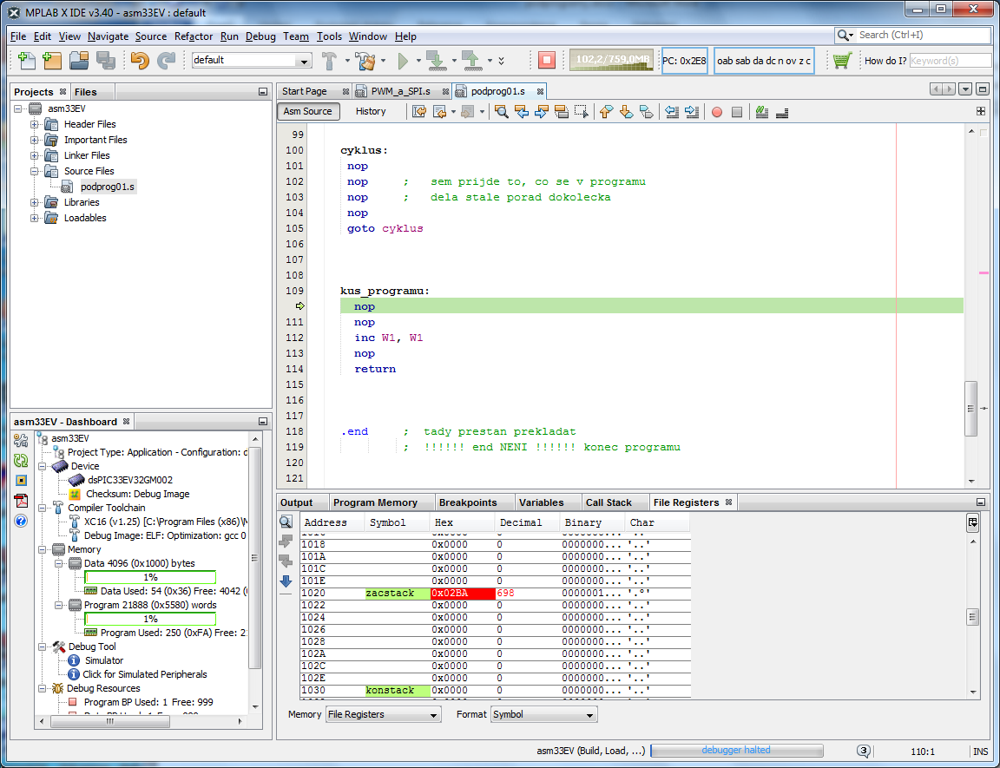 MPLAB X IDE v3.40 - asm33EV : default
File Edit View Navigate Source Refactor Run Debug Team Tools Window Help
Search (Ctrl+I)
default
102,2/759,0MB
PC: 0x2E8
oab sab da dc n ov z c
How do I?
Keyword(s)
Projects
Files
asm33EV
Header Files
Important Files
Linker Files
Source Files
podprog01.s
Libraries
Loadables
Start Page
PWM_a_SPI.s
podprog01.s
Asm Source
History
99
100 cyklus:
101 nop
102 nop ; sem prijde to, co se v programu
103 nop ; dela stale porad dokolecka
104 nop
105 goto cyklus
106
107
108
109 kus_programu:
nop
111 nop
112 inc W1, W1
113 nop
114 return
115
116
117
118 .end ; tady prestan prekladat
119 ; !!!!!! end NENI !!!!!! konec programu
120
121
asm33EV - Dashboard
asm33EV
Project Type: Application - Configuration: d
Device
dsPIC33EV32GM002
Checksum: Debug Image
Compiler Toolchain
XC16 (v1.25) [C:\Program Files (x86)\M
Debug Image: ELF: Optimization: gcc 0
Memory
Data 4096 (0x1000) bytes
1%
Data Used: 54 (0x36) Free: 4042 (
Program 21888 (0x5580) words
1%
Program Used: 250 (0xFA) Free: 2
Debug Tool
Simulator
Click for Simulated Peripherals
Debug Resources
Program BP Used: 1 Free: 999
Output
Program Memory
Breakpoints
Variables
Call Stack
File Registers
Address Symbol Hex Decimal Binary Char
1018 0x0000 0 0000000... '..'
101A 0x0000 0 0000000... '..'
101C 0x0000 0 0000000... '..'
101E 0x0000 0 0000000... '..'
1020 zacstack 0x02BA 698 0000001... '.°'
1022 0x0000 0 0000000... '..'
1024 0x0000 0 0000000... '..'
1026 0x0000 0 0000000... '..'
1028 0x0000 0 0000000... '..'
102A 0x0000 0 0000000... '..'
102C 0x0000 0 0000000... '..'
102E 0x0000 0 0000000... '..'
1030 konstack 0x0000 0 0000000... '..'
Memory File Registers Format Symbol
asm33EV (Build, Load, ...)
debugger halted
3
110:1
INS